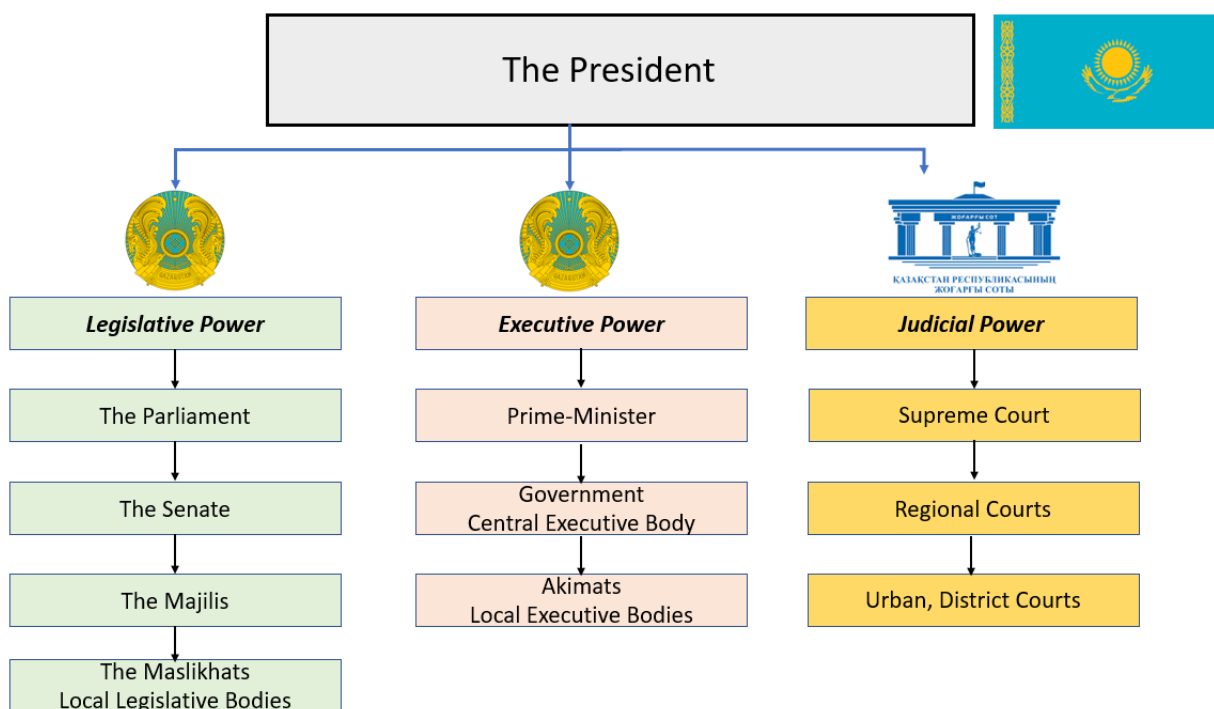 The President
ЖОҒАРҒЫ СОТ
ҚАЗАҚСТАН РЕСПУБЛИКАСЫНЫҢ
ЖОҒАРҒЫ СОТЫ
QAZAQSTAN
QAZAQSTAN
Legislative Power
Executive Power
Judicial Power
The Parliament
Prime-Minister
Supreme Court
The Senate
Government
Central Executive Body
Regional Courts
The Majilis
Akimats
Local Executive Bodies
Urban, District Courts
The Maslikhats
Local Legislative Bodies